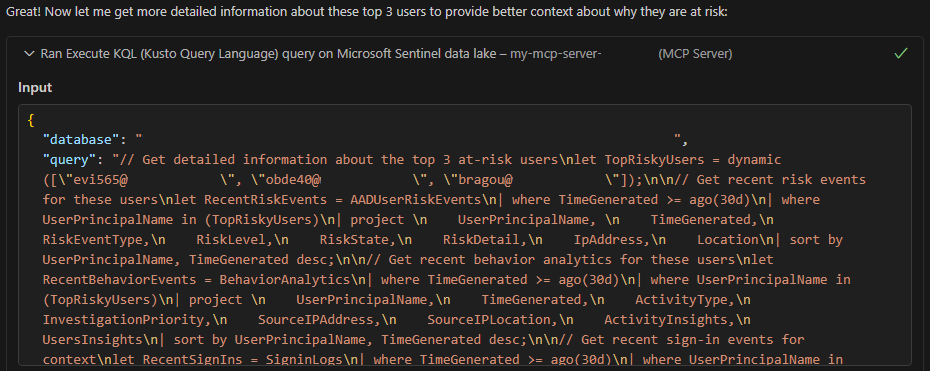 Great! Now let me get more detailed information about these top 3 users to provide better context about why they are at risk:
Ran Execute KQL (Kusto Query Language) query on Microsoft Sentinel data lake – my-mcp-server- (MCP Server)
Input
{
"database": " ",
"query": "// Get detailed information about the top 3 at-risk users\nlet TopRiskyUsers = dynamic
([\"evi565@ \", \"obde40@ \", \"bragou@ \"]);\n\n// Get recent risk events
for these users\nlet RecentRiskEvents = AADUserRiskEvents\n| where TimeGenerated >= ago(30d)\n| where
UserPrincipalName in (TopRiskyUsers)\n| project \n    UserPrincipalName, \n    TimeGenerated,\n
RiskEventType,\n    RiskLevel,\n    RiskState,\n    RiskDetail,\n    IpAddress,\n    Location\n| sort by
UserPrincipalName, TimeGenerated desc;\n\n// Get recent behavior analytics for these users\nlet
RecentBehaviorEvents = BehaviorAnalytics\n| where TimeGenerated >= ago(30d)\n| where UserPrincipalName in
(TopRiskyUsers)\n| project \n    UserPrincipalName,\n    TimeGenerated,\n    ActivityType,\n
InvestigationPriority,\n    SourceIPAddress,\n    SourceIPLocation,\n    ActivityInsights,\n
UsersInsights\n| sort by UserPrincipalName, TimeGenerated desc;\n\n// Get recent sign-in events for
context\nlet RecentSignIns = SigninLogs\n| where TimeGenerated >= ago(30d)\n| where UserPrincipalName in